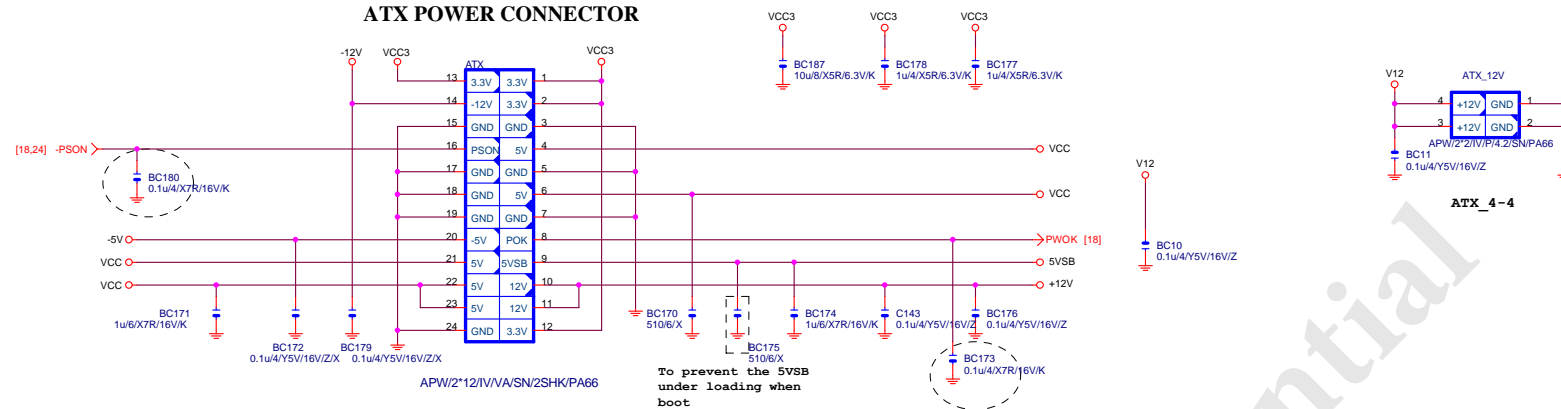 ATX POWER CONNECTOR
VCC3 VCC3 VCC3
-12V VCC3 VCC3
ATX
BC187
10u/8/X5R/6.3V/K
BC178
1u/4/X5R/6.3V/K
BC177
1u/4/X5R/6.3V/K
13 3.3V 3.3V 1
14 -12V 3.3V 2
15 GND GND 3
[18,24] -PSON 16 PSON 5V 4 VCC
17 GND GND 5
18 GND 5V 6 VCC
19 GND GND 7
-5V 20 -5V POK 8 PWOK [18]
VCC 21 5V 5VSB 9 5VSB
VCC 22 5V 12V 10 +12V
23 5V 12V 11
24 GND 3.3V 12
BC180
0.1u/4/X7R/16V/K
BC171
1u/6/X7R/16V/K
BC172
0.1u/4/Y5V/16V/Z/X
BC179
0.1u/4/Y5V/16V/Z/X
APW/2*12/IV/VA/SN/2SHK/PA66
BC170
510/6/X
BC175
510/6/X
BC174
1u/6/X7R/16V/K
C143
0.1u/4/Y5V/16V/Z
BC176
0.1u/4/Y5V/16V/Z
To prevent the 5VSB
under loading when
boot
BC173
0.1u/4/X7R/16V/K
V12
BC10
0.1u/4/Y5V/16V/Z
V12
ATX_12V
4 +12V GND 1
3 +12V GND 2
APW/2*2/IV/P/4.2/SN/PA66
BC11
0.1u/4/Y5V/16V/Z
ATX_4-4
ntial